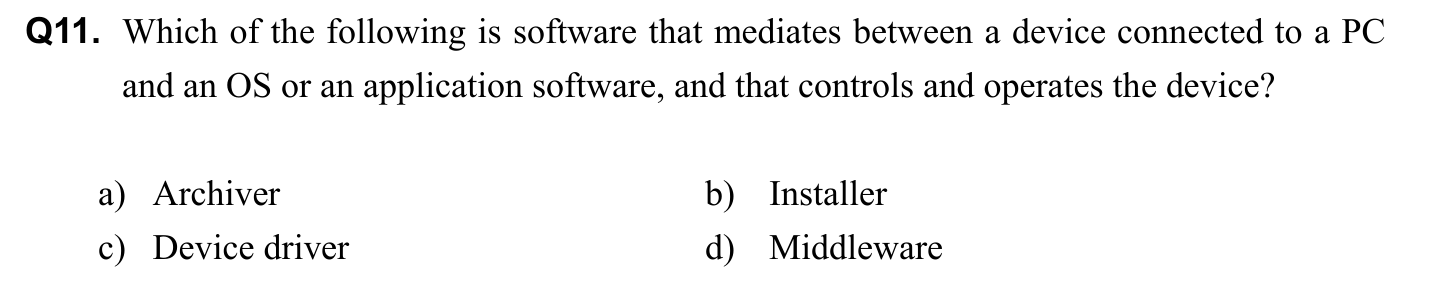 Q11. Which of the following is software that mediates between a device connected to a PC
and an OS or an application software, and that controls and operates the device?
a) Archiver b) Installer
c) Device driver d) Middleware